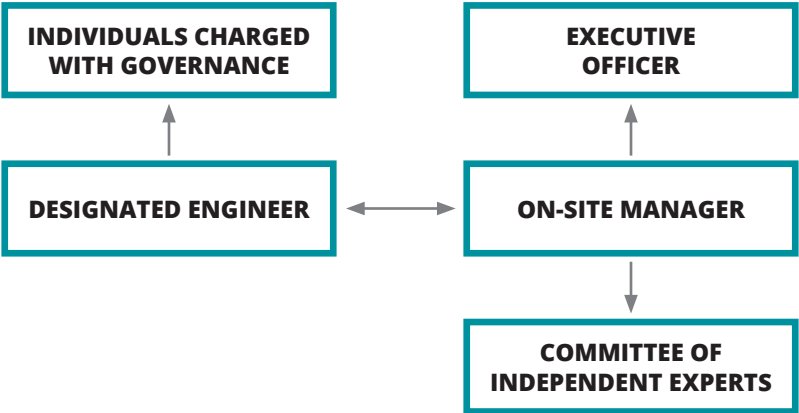 INDIVIDUALS CHARGED
WITH GOVERNANCE
EXECUTIVE
OFFICER
DESIGNATED ENGINEER
ON-SITE MANAGER
COMMITTEE OF
INDEPENDENT EXPERTS